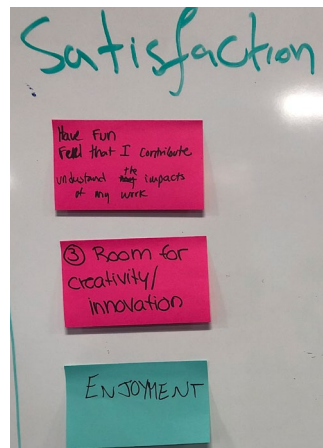 Satisfaction
Have Fun
Feel that I contribute
understand the impacts
of my work
③ Room for
creativity/
innovation
ENJOYMENT